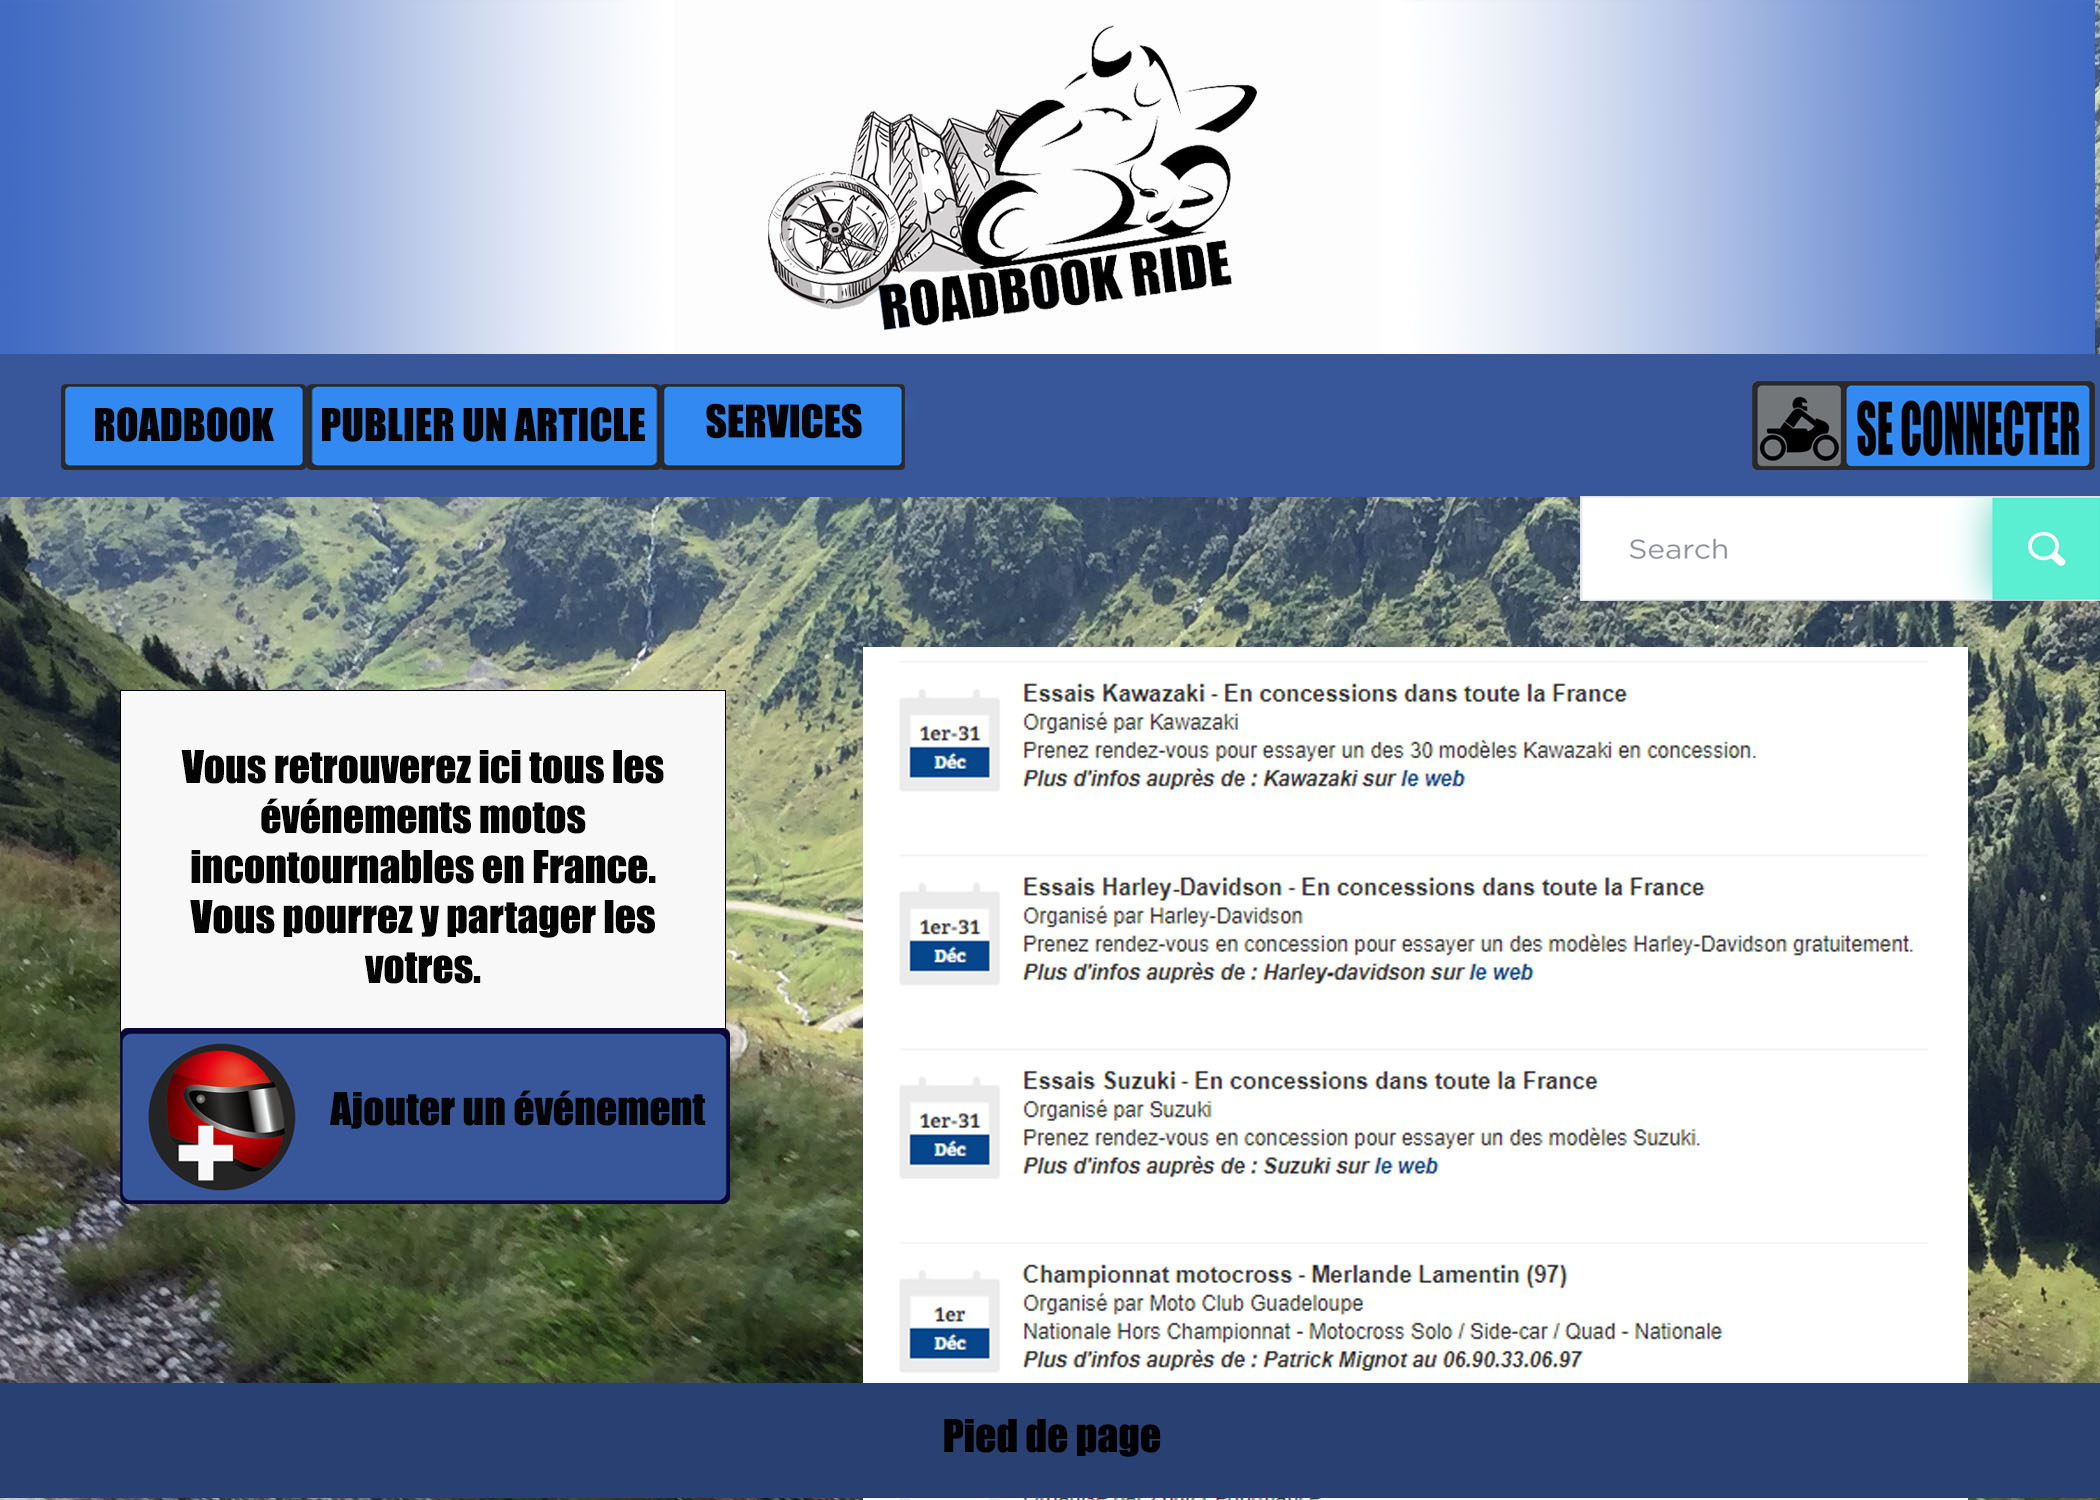 ROADBOOK RIDE
ROADBOOK
PUBLIER UN ARTICLE
SERVICES
SE CONNECTER
Search
Vous retrouverez ici tous les
événements motos
incontournables en France.
Vous pourrez y partager les
votres.
Ajouter un événement
1er-31
Déc
Essais Kawazaki - En concessions dans toute la France
Organisé par Kawazaki
Prenez rendez-vous pour essayer un des 30 modèles Kawazaki en concession.
Plus d'infos auprès de : Kawazaki sur le web
1er-31
Déc
Essais Harley-Davidson - En concessions dans toute la France
Organisé par Harley-Davidson
Prenez rendez-vous en concession pour essayer un des modèles Harley-Davidson gratuitement.
Plus d'infos auprès de : Harley-davidson sur le web
1er-31
Déc
Essais Suzuki - En concessions dans toute la France
Organisé par Suzuki
Prenez rendez-vous en concession pour essayer un des modèles Suzuki.
Plus d'infos auprès de : Suzuki sur le web
1er
Déc
Championnat motocross - Merlande Lamentin (97)
Organisé par Moto Club Guadeloupe
Nationale Hors Championnat - Motocross Solo / Side-car / Quad - Nationale
Plus d'infos auprès de : Patrick Mignot au 06.90.33.06.97
Pied de page